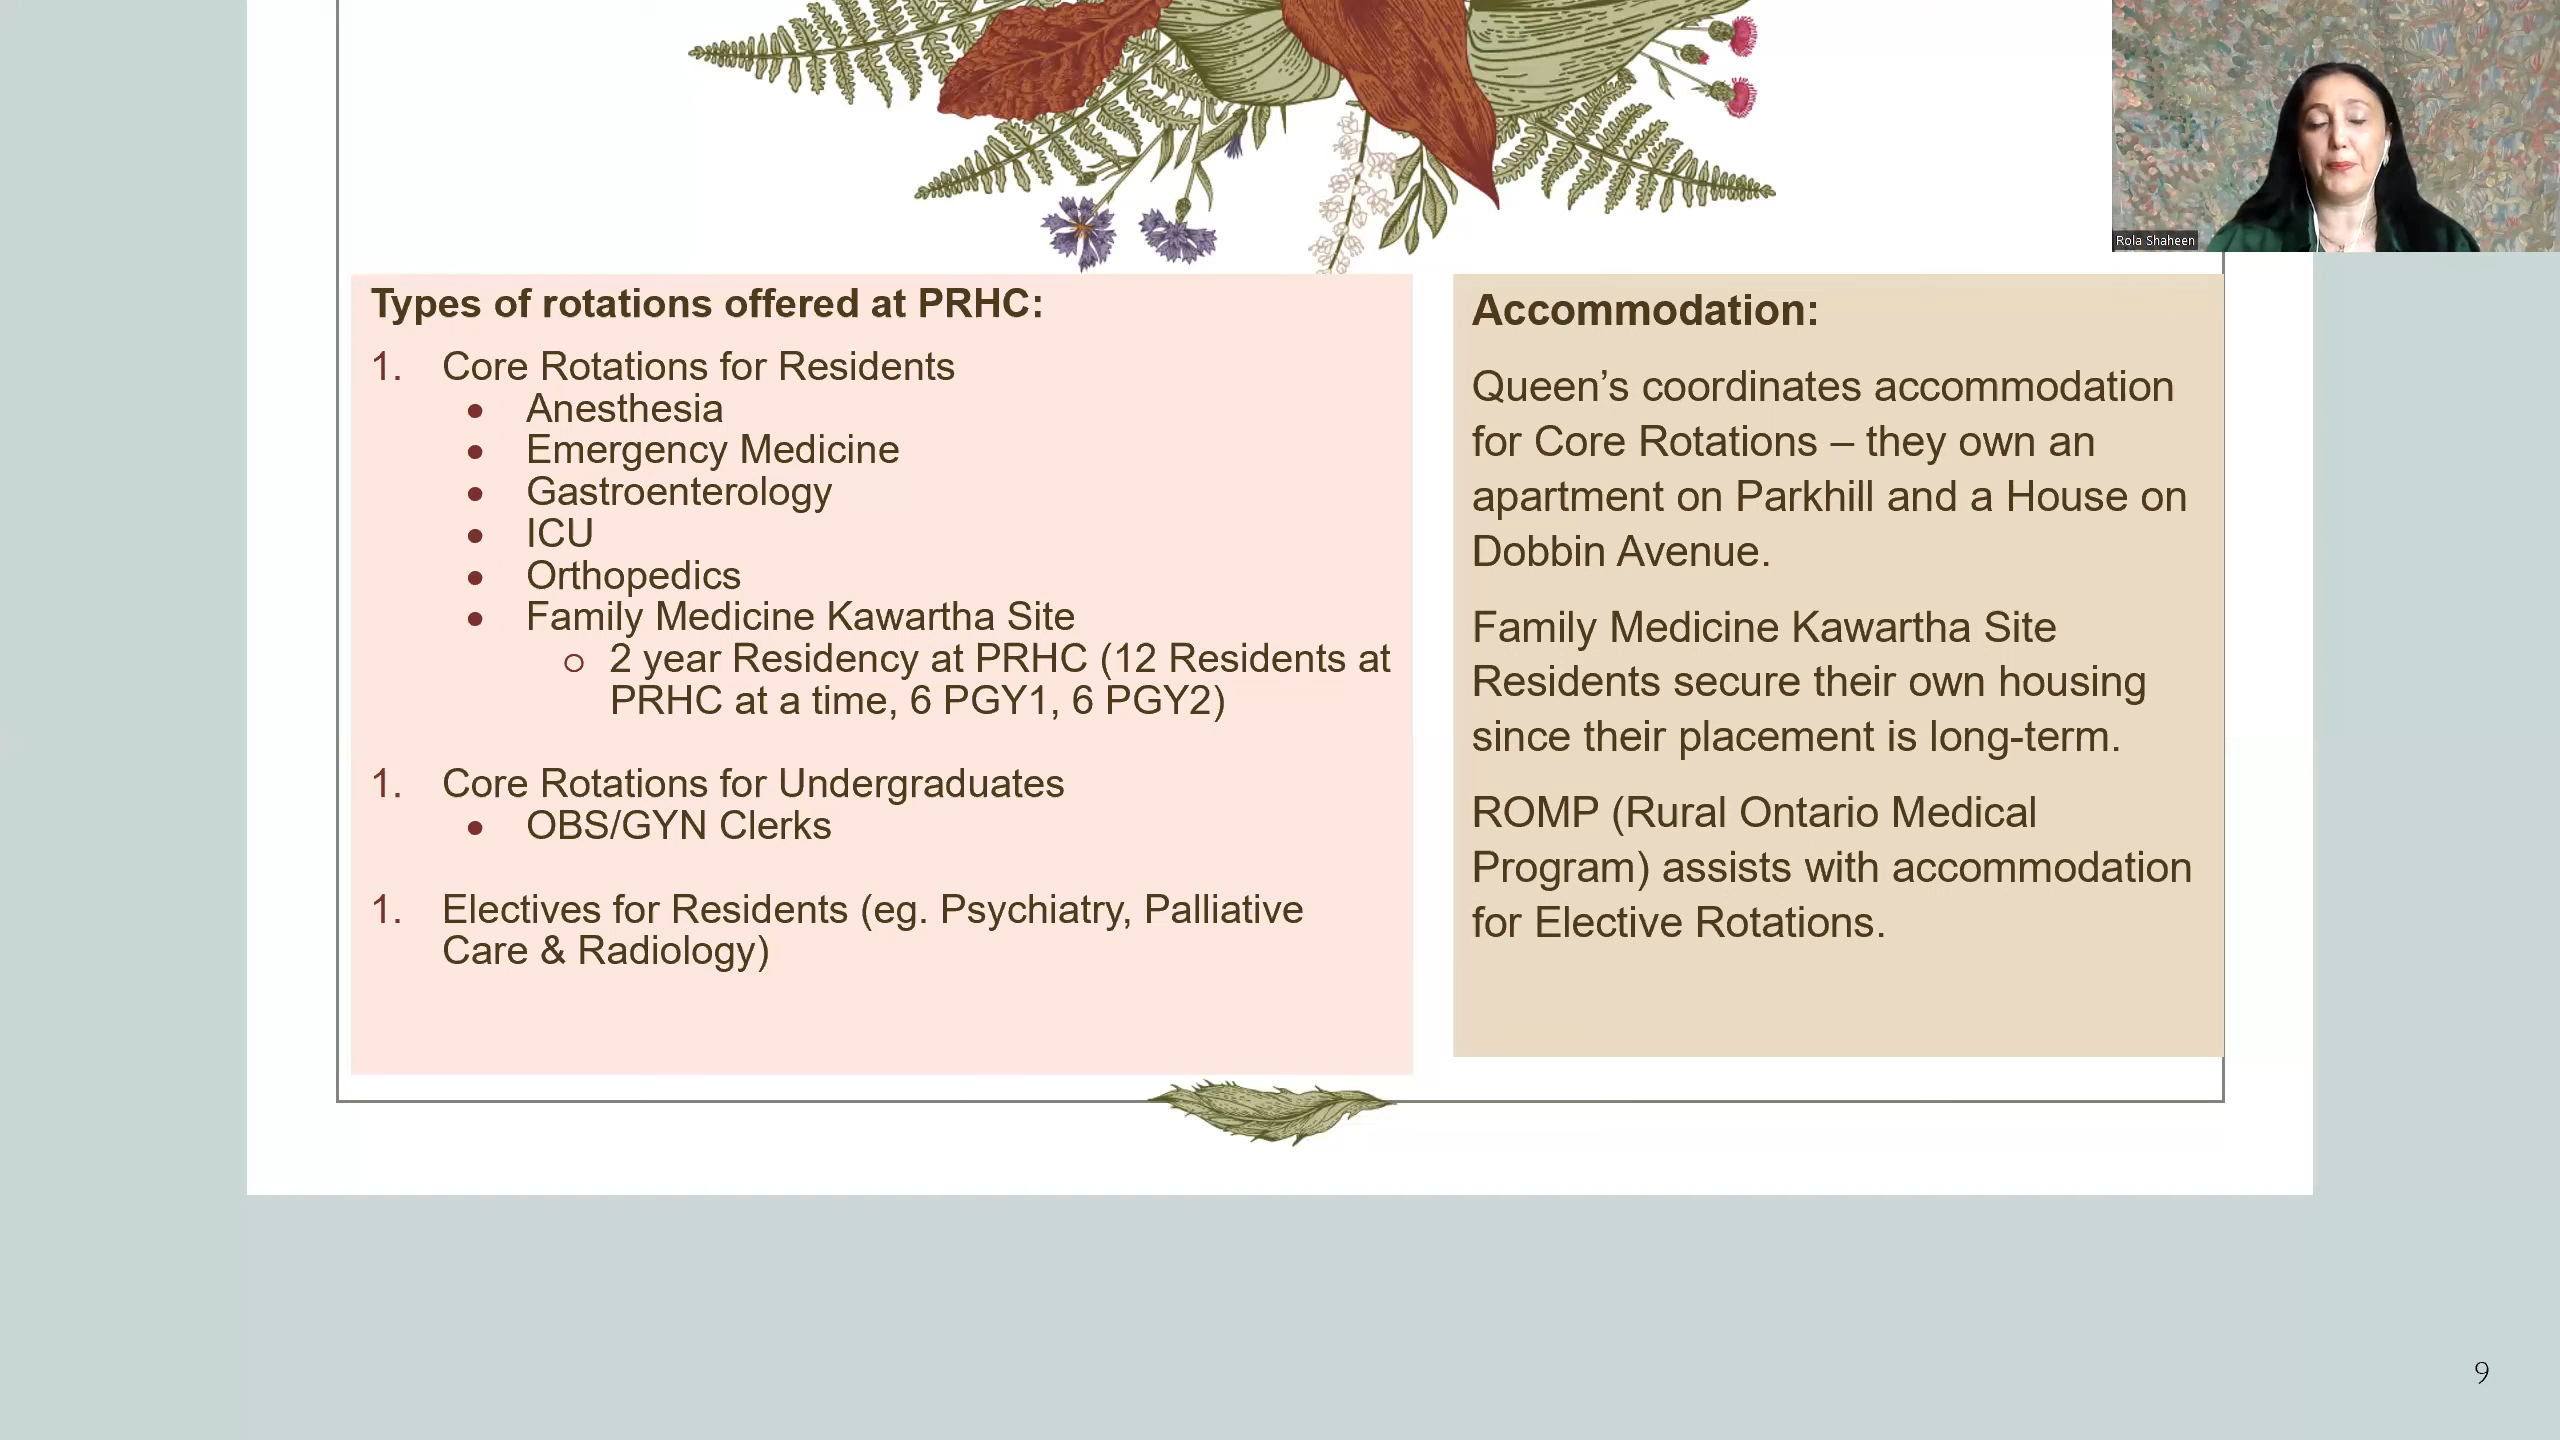 Rola Shaheen
Types of rotations offered at PRHC:
1. Core Rotations for Residents
• Anesthesia
• Emergency Medicine
• Gastroenterology
• ICU
• Orthopedics
• Family Medicine Kawartha Site
o 2 year Residency at PRHC (12 Residents at
PRHC at a time, 6 PGY1, 6 PGY2)
1. Core Rotations for Undergraduates
• OBS/GYN Clerks
1. Electives for Residents (eg. Psychiatry, Palliative
Care & Radiology)
Accommodation:
Queen’s coordinates accommodation
for Core Rotations – they own an
apartment on Parkhill and a House on
Dobbin Avenue.
Family Medicine Kawartha Site
Residents secure their own housing
since their placement is long-term.
ROMP (Rural Ontario Medical
Program) assists with accommodation
for Elective Rotations.
9